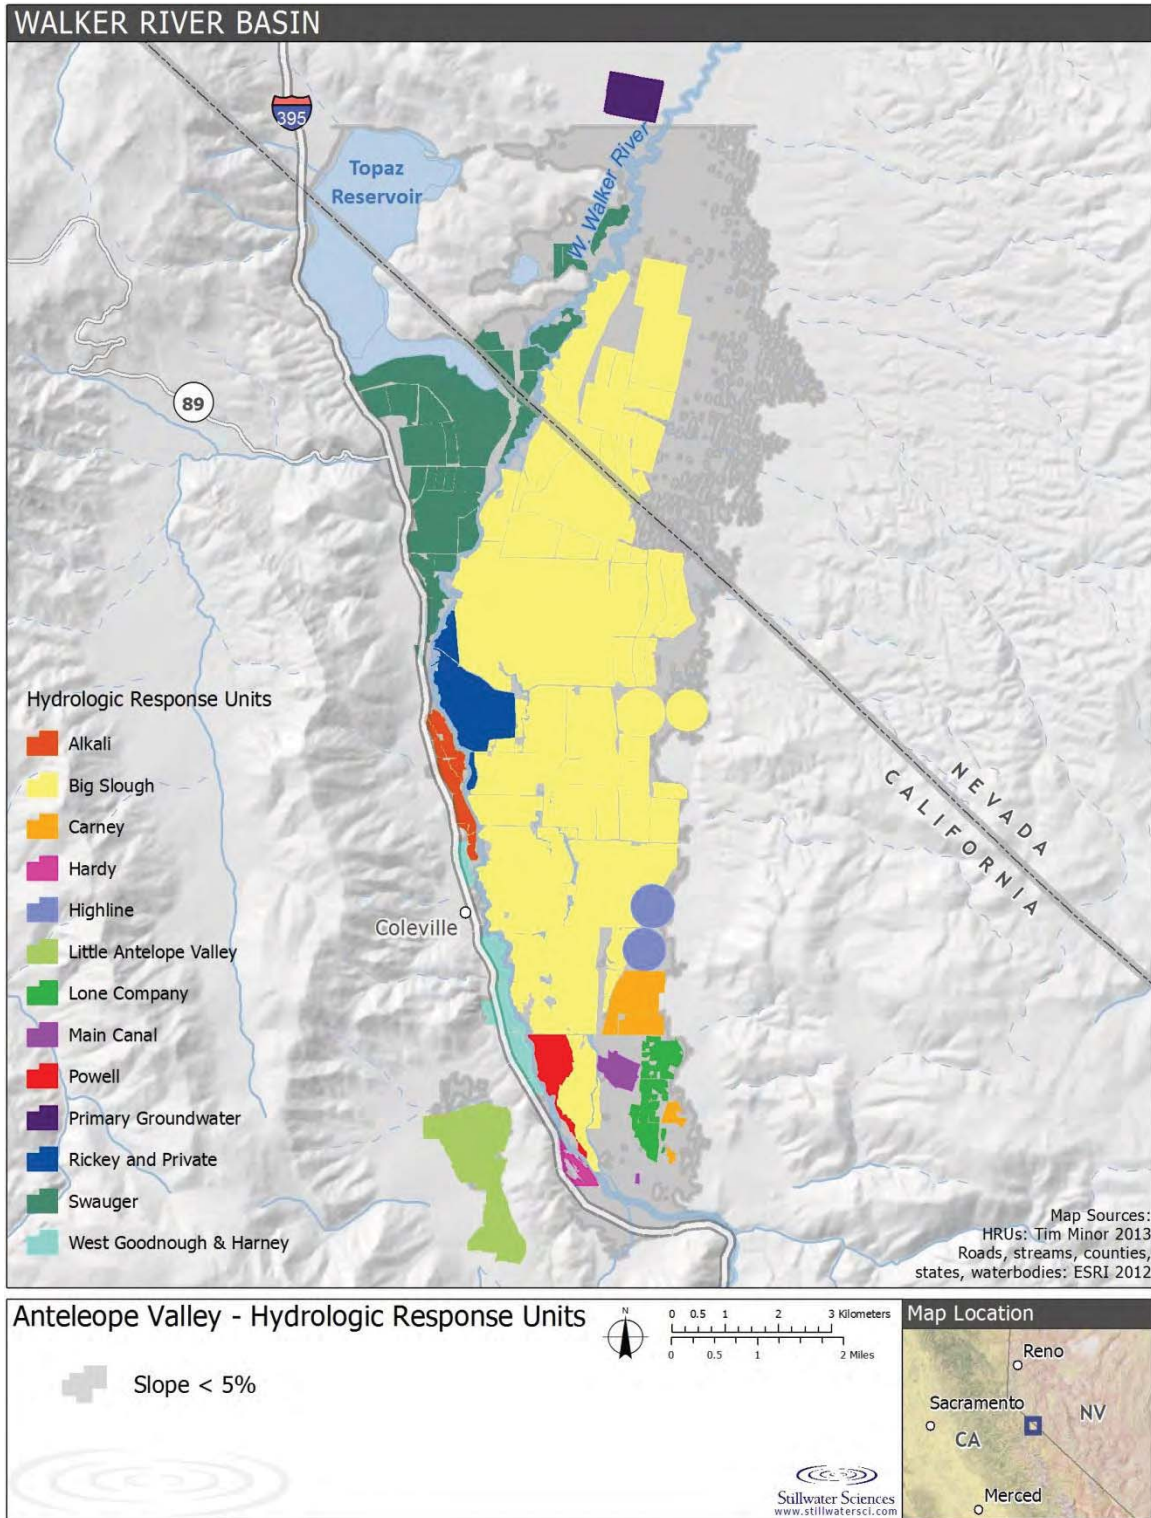 WALKER RIVER BASIN
395
Topaz
Reservoir
W. Walker River
89
NEVADA
CALIFORNIA
Coleville
Hydrologic Response Units
Alkali
Big Slough
Carney
Hardy
Highline
Little Antelope Valley
Lone Company
Main Canal
Powell
Primary Groundwater
Rickey and Private
Swauger
West Goodnough & Harney
Map Sources:
HRUs: Tim Minor 2013
Roads, streams, counties,
states, waterbodies: ESRI 2012
Anteleope Valley - Hydrologic Response Units
Slope < 5%
N
0 0.5 1 2 3 Kilometers
0 0.5 1 2 Miles
Stillwater Sciences
www.stillwatersci.com
Map Location
Reno
Sacramento
NV
CA
Merced